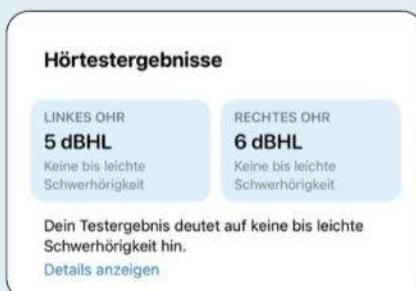 Hörtestergebnisse
LINKES OHR
5 dBHL
Keine bis leichte
Schwerhörigkeit
RECHTES OHR
6 dBHL
Keine bis leichte
Schwerhörigkeit
Dein Testergebnis deutet auf keine bis leichte
Schwerhörigkeit hin.
Details anzeigen